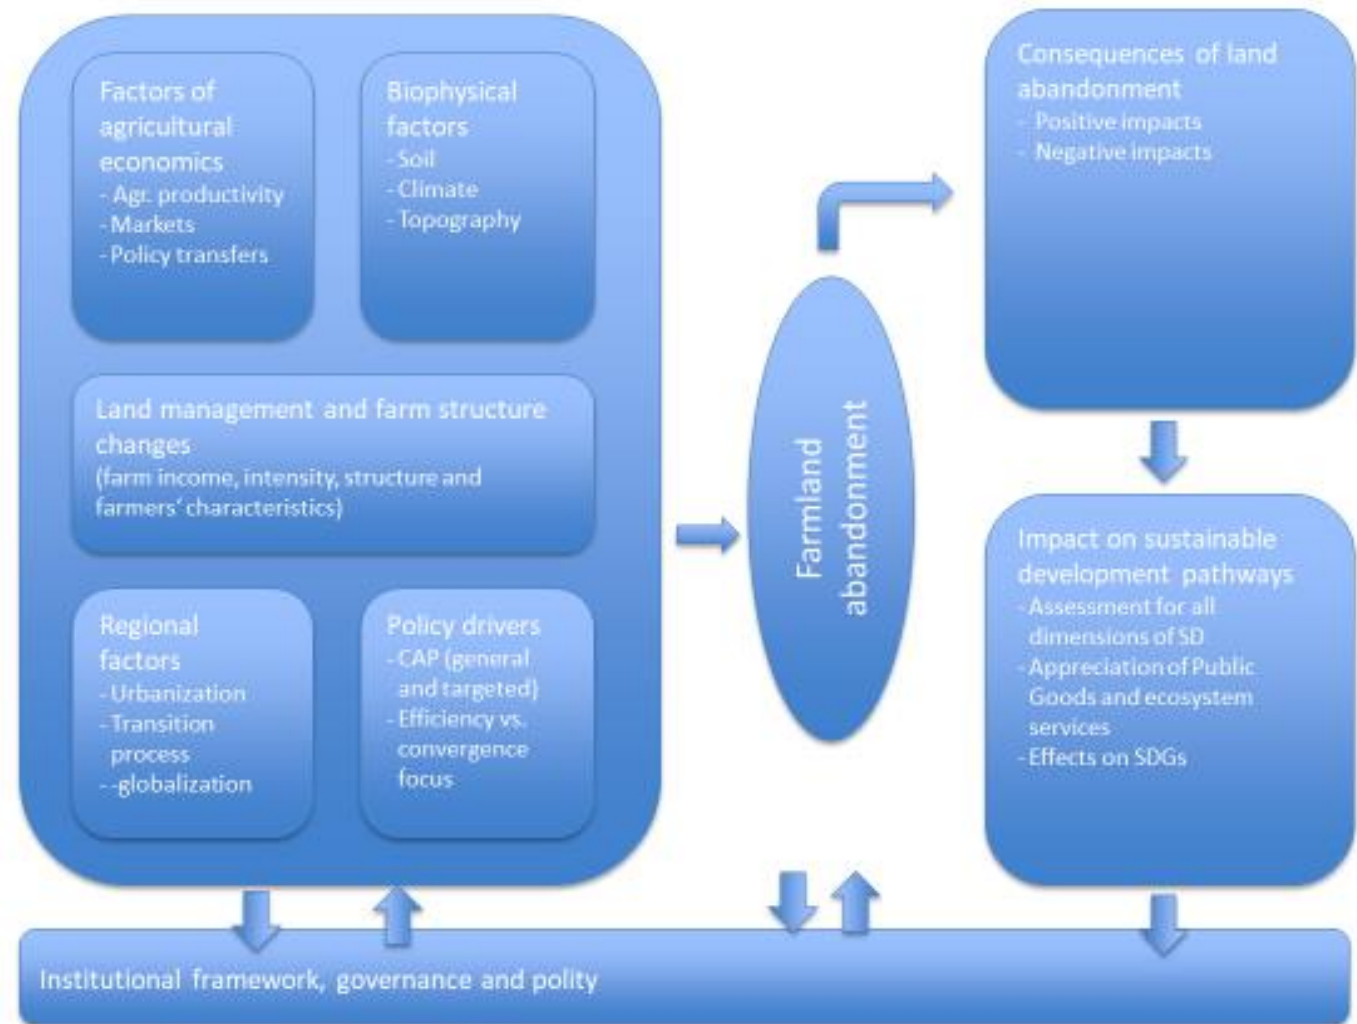 Factors of
agricultural
economics
- Agr. productivity
- Markets
- Policy transfers
Biophysical
factors
- Soil
- Climate
- Topography
Land management and farm structure
changes
(farm income, intensity, structure and
farmers‘ characteristics)
Regional
factors
- Urbanization
- Transition
process
- -globalization
Policy drivers
- CAP (general
and targeted)
- Efficiency vs.
convergence
focus
Farmland
abandonment
Consequences of land
abandonment
- Positive impacts
- Negative impacts
Impact on sustainable
development pathways
- Assessment for all
dimensions of SD
- Appreciation of Public
Goods and ecosystem
services
- Effects on SDGs
Institutional framework, governance and polity